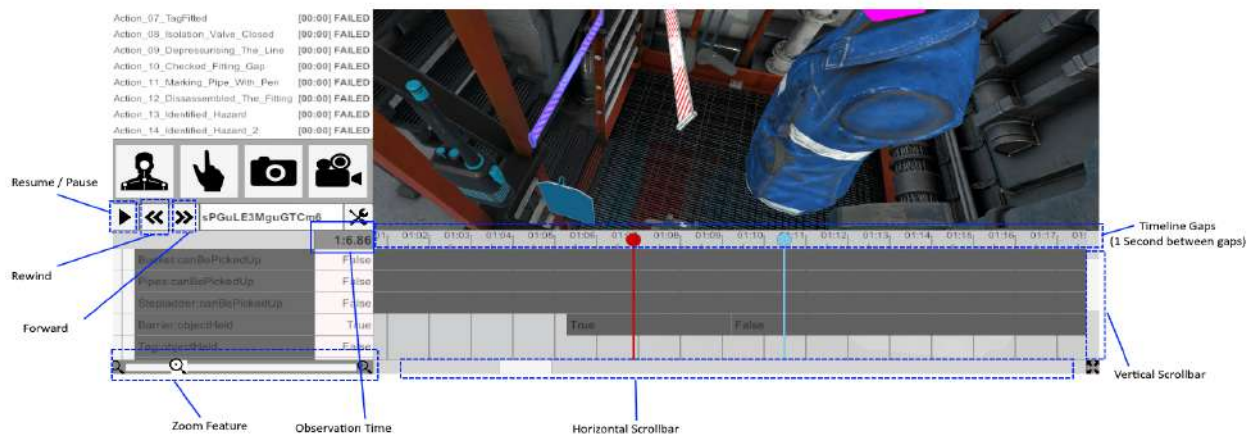 Action_07_TagFitted [00:00] FAILED
Action_08_Isolation_Valve_Closed [00:00] FAILED
Action_09_Depressurising_The_Line [00:00] FAILED
Action_10_Checked_Fitting_Gap [00:00] FAILED
Action_11_Marking_Pipe_With_Pen [00:00] FAILED
Action_12_Dissassembled_The_Fitting [00:00] FAILED
Action_13_Identified_Hazard [00:00] FAILED
Action_14_Identified_Hazard_2 [00:00] FAILED
Resume / Pause
sPGuLE3MguGTCm6
Timeline Gaps
(1 Second between gaps)
1:6.86
01:02 01:03 01:04 01:05 01:06 01:07 01:08 01:09 01:10 01:11 01:12 01:13 01:14 01:15 01:16 01:17
Rewind
Bucket:canBePickedUp False
Pipes:canBePickedUp False
Stepladder:canBePickedUp False
Forward
Barrier:objectHeld True True False
Tag:objectHeld False
Vertical Scrollbar
Zoom Feature
Observation Time
Horizontal Scrollbar